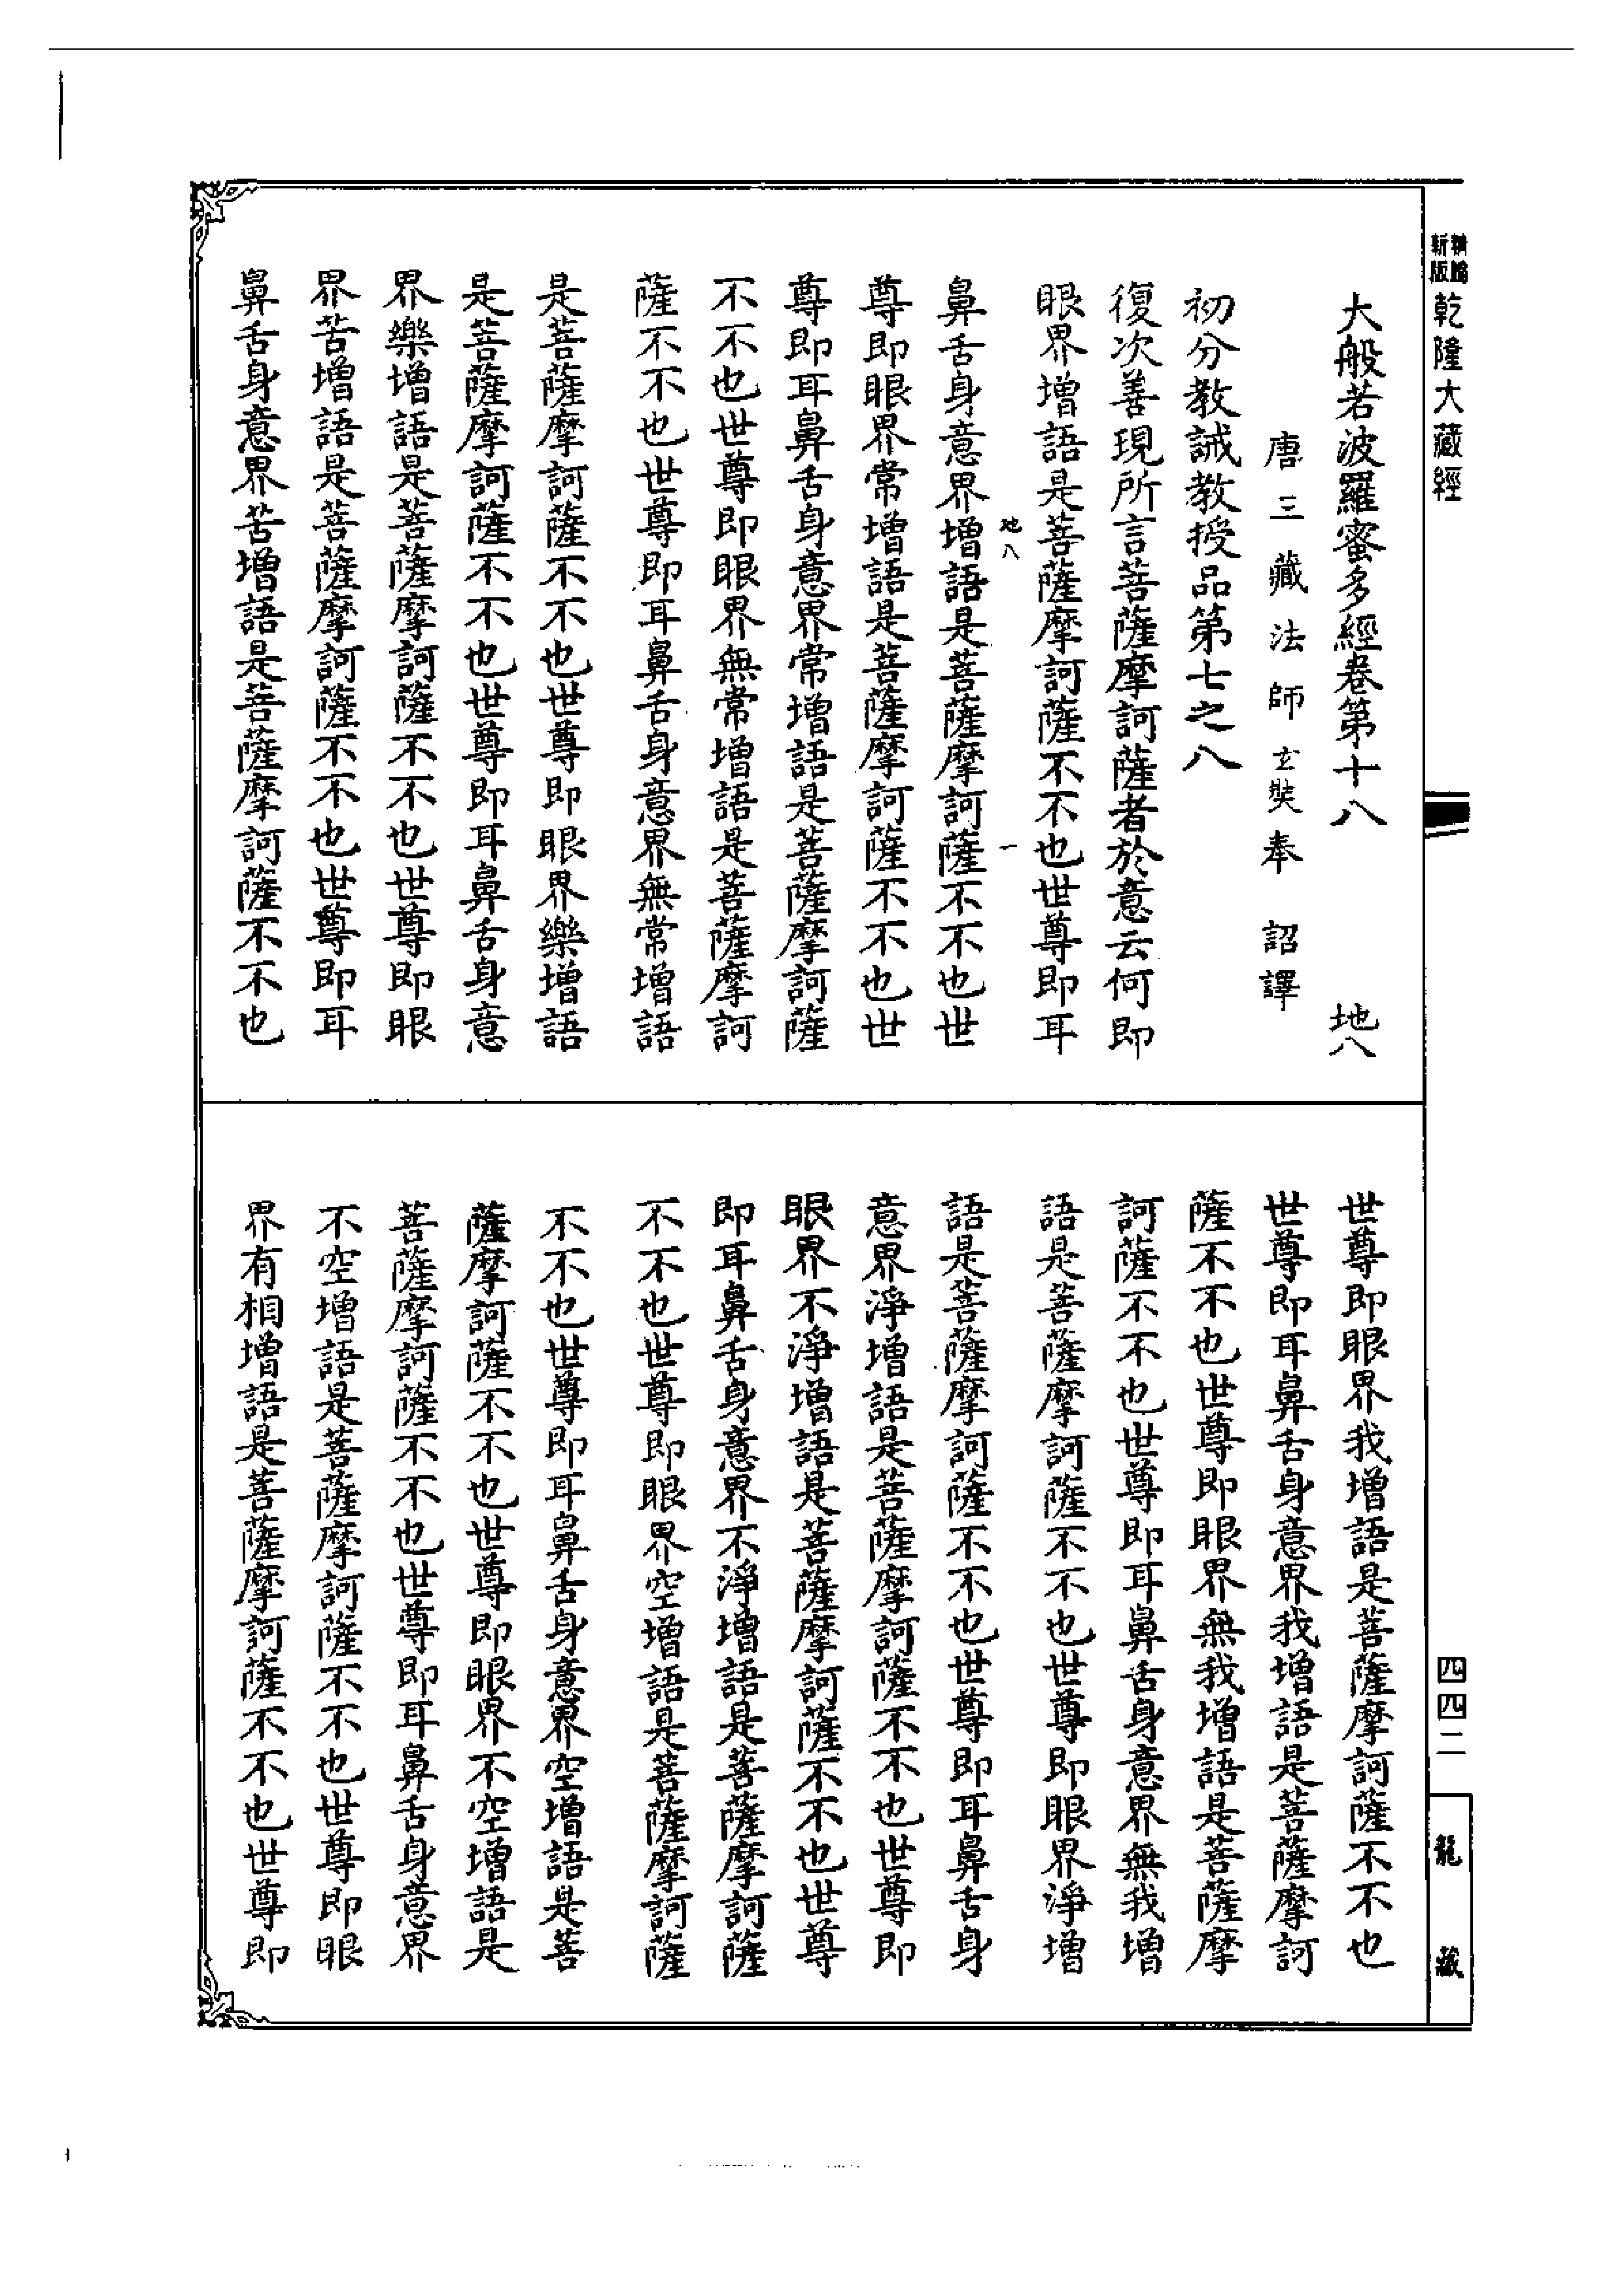 精縮新版乾隆大藏經
四四二
龍藏
大般若波羅蜜多經卷第十八 地八
唐三藏法師玄奘奉 詔譯
初分教誡教授品第七之八
復次善現所言菩薩摩訶薩者於意云何即
眼界增語是菩薩摩訶薩不不也世尊即耳
地八 一
鼻舌身意界增語是菩薩摩訶薩不不也世
尊即眼界常增語是菩薩摩訶薩不不也世
尊即耳鼻舌身意界常增語是菩薩摩訶薩
不不也世尊即眼界無常增語是菩薩摩訶
薩不不也世尊即耳鼻舌身意界無常增語
是菩薩摩訶薩不不也世尊即眼界樂增語
是菩薩摩訶薩不不也世尊即耳鼻舌身意
界樂增語是菩薩摩訶薩不不也世尊即眼
界苦增語是菩薩摩訶薩不不也世尊即耳
鼻舌身意界苦增語是菩薩摩訶薩不不也
世尊即眼界我增語是菩薩摩訶薩不不也
世尊即耳鼻舌身意界我增語是菩薩摩訶
薩不不也世尊即眼界無我增語是菩薩摩
訶薩不不也世尊即耳鼻舌身意界無我增
語是菩薩摩訶薩不不也世尊即眼界淨增
語是菩薩摩訶薩不不也世尊即耳鼻舌身
意界淨增語是菩薩摩訶薩不不也世尊即
眼界不淨增語是菩薩摩訶薩不不也世尊
即耳鼻舌身意界不淨增語是菩薩摩訶薩
不不也世尊即眼界空增語是菩薩摩訶薩
不不也世尊即耳鼻舌身意界空增語是菩
薩摩訶薩不不也世尊即眼界不空增語是
菩薩摩訶薩不不也世尊即耳鼻舌身意界
不空增語是菩薩摩訶薩不不也世尊即眼
界有相增語是菩薩摩訶薩不不也世尊即